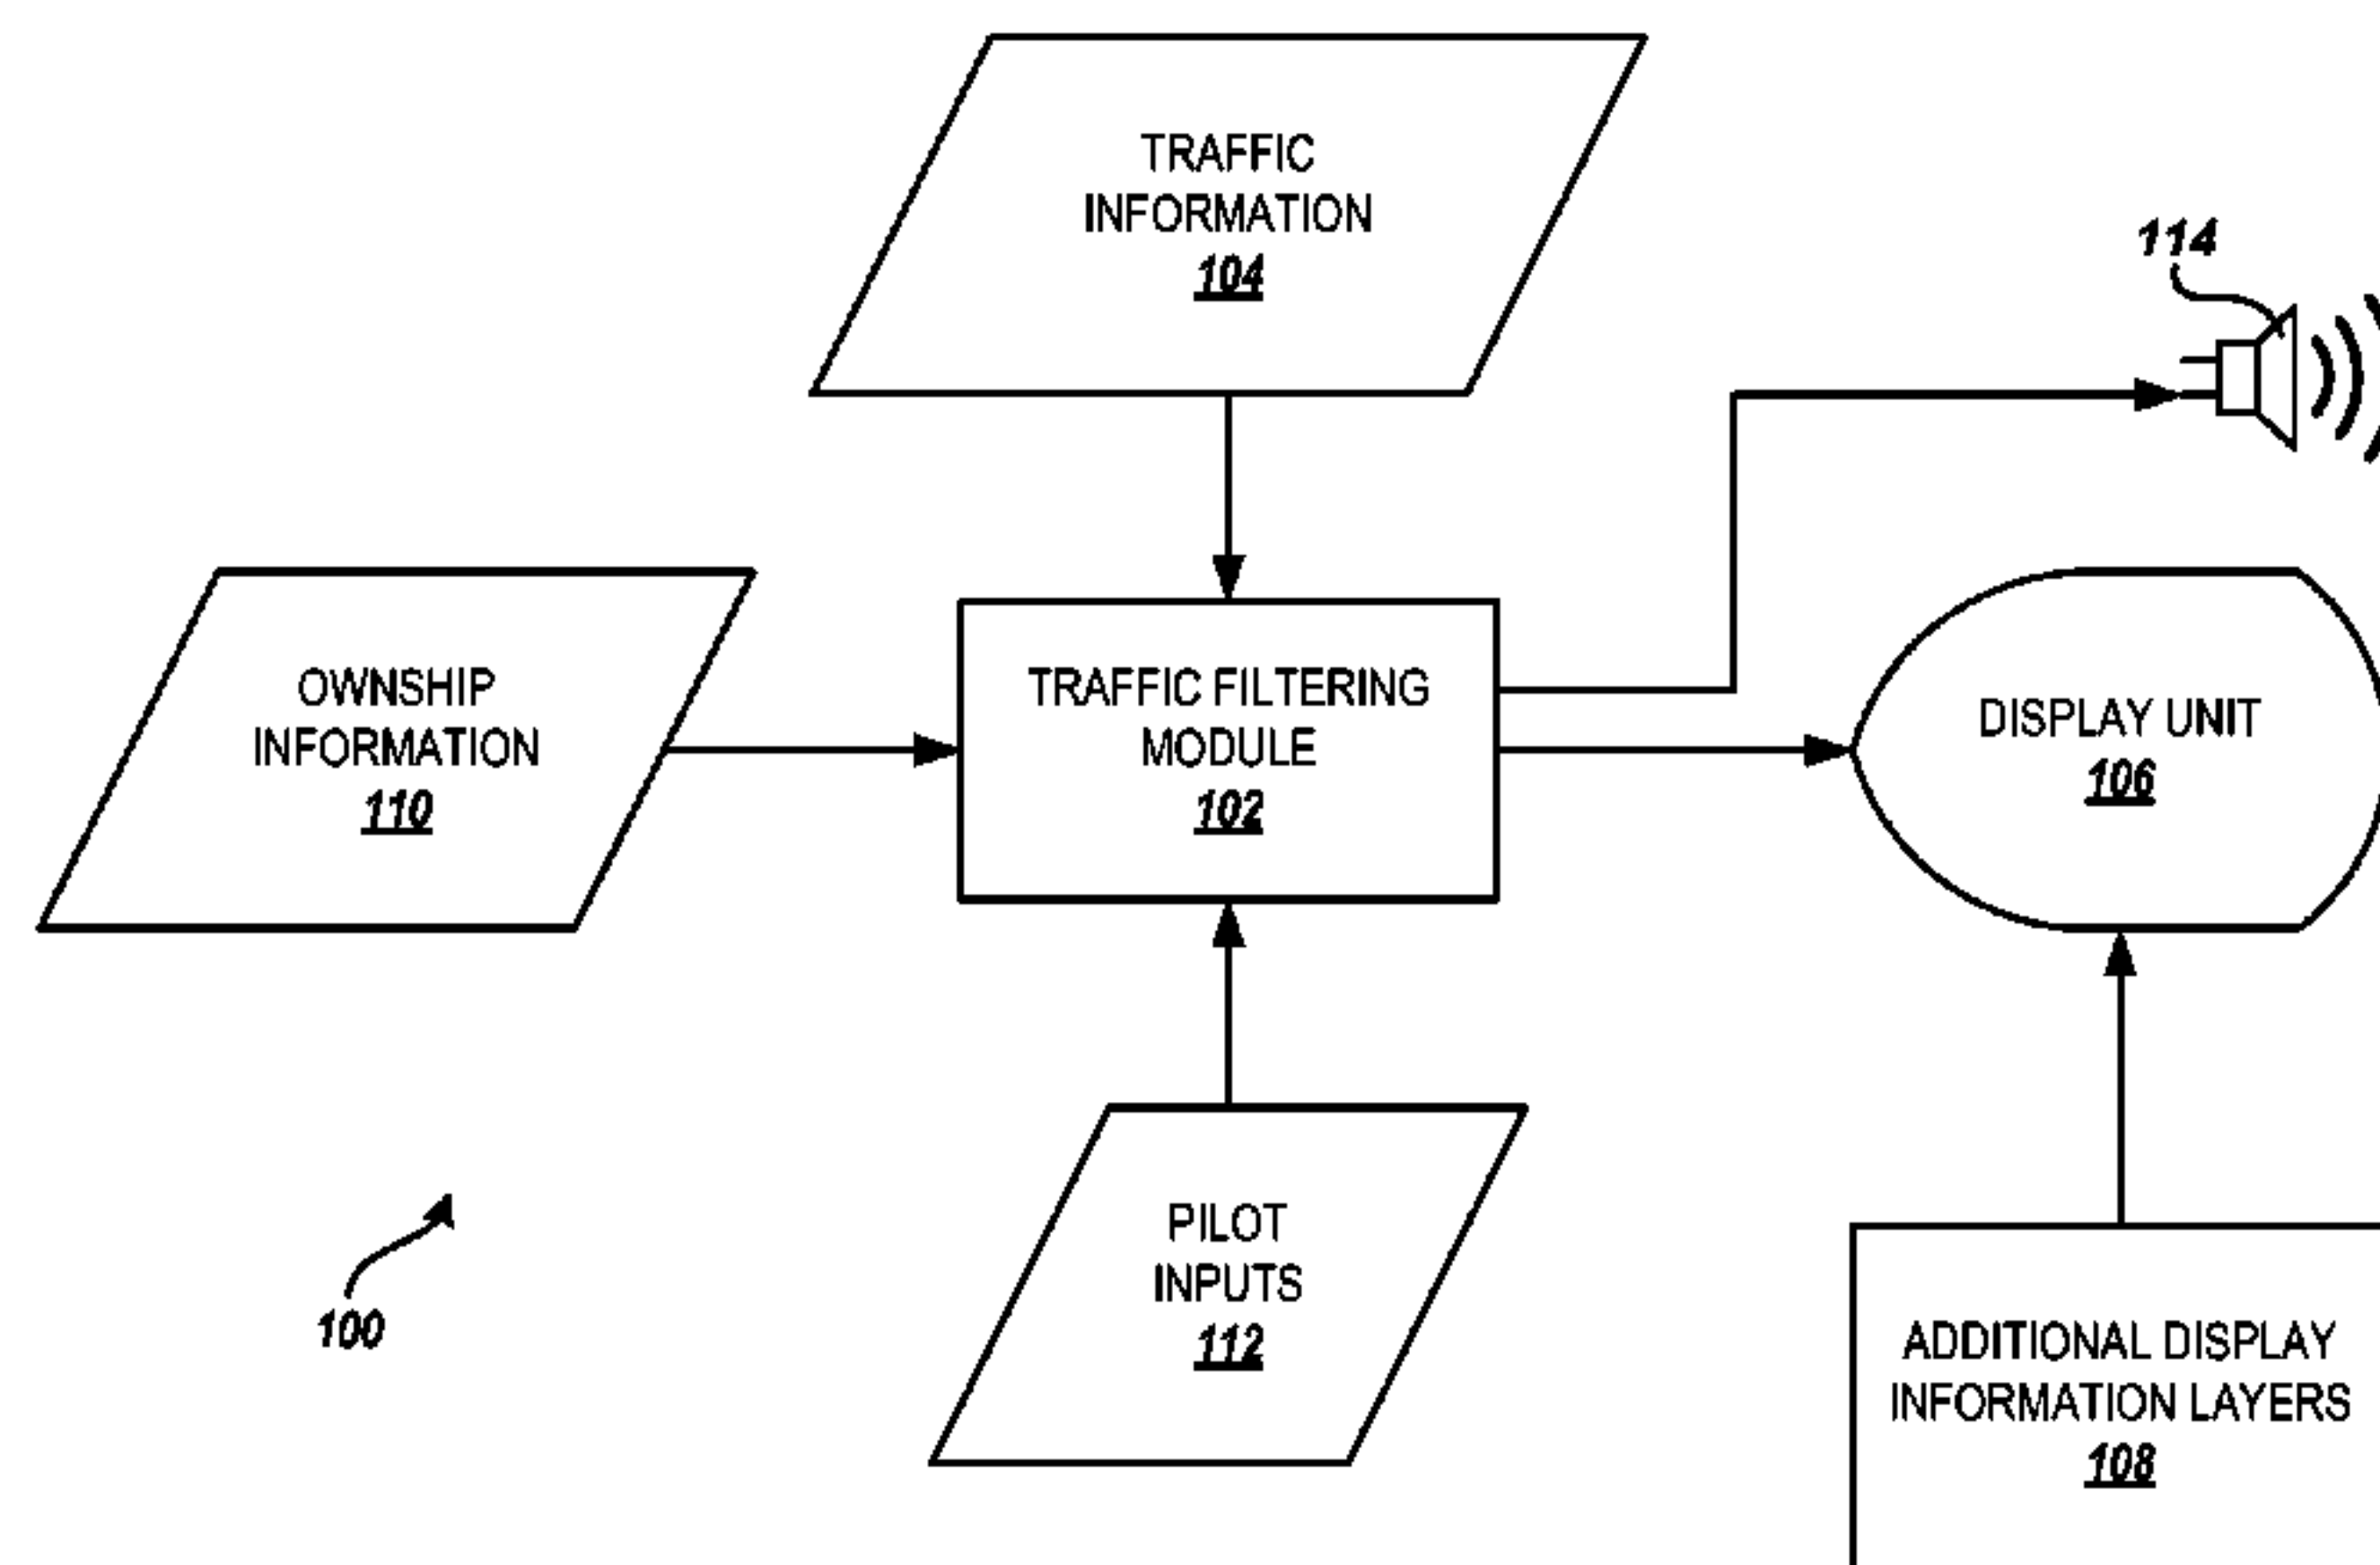 TRAFFIC
INFORMATION
104
114
OWNSHIP
INFORMATION
110
TRAFFIC FILTERING
MODULE
102
DISPLAY UNIT
106
PILOT
INPUTS
112
100
ADDITIONAL DISPLAY
INFORMATION LAYERS
108